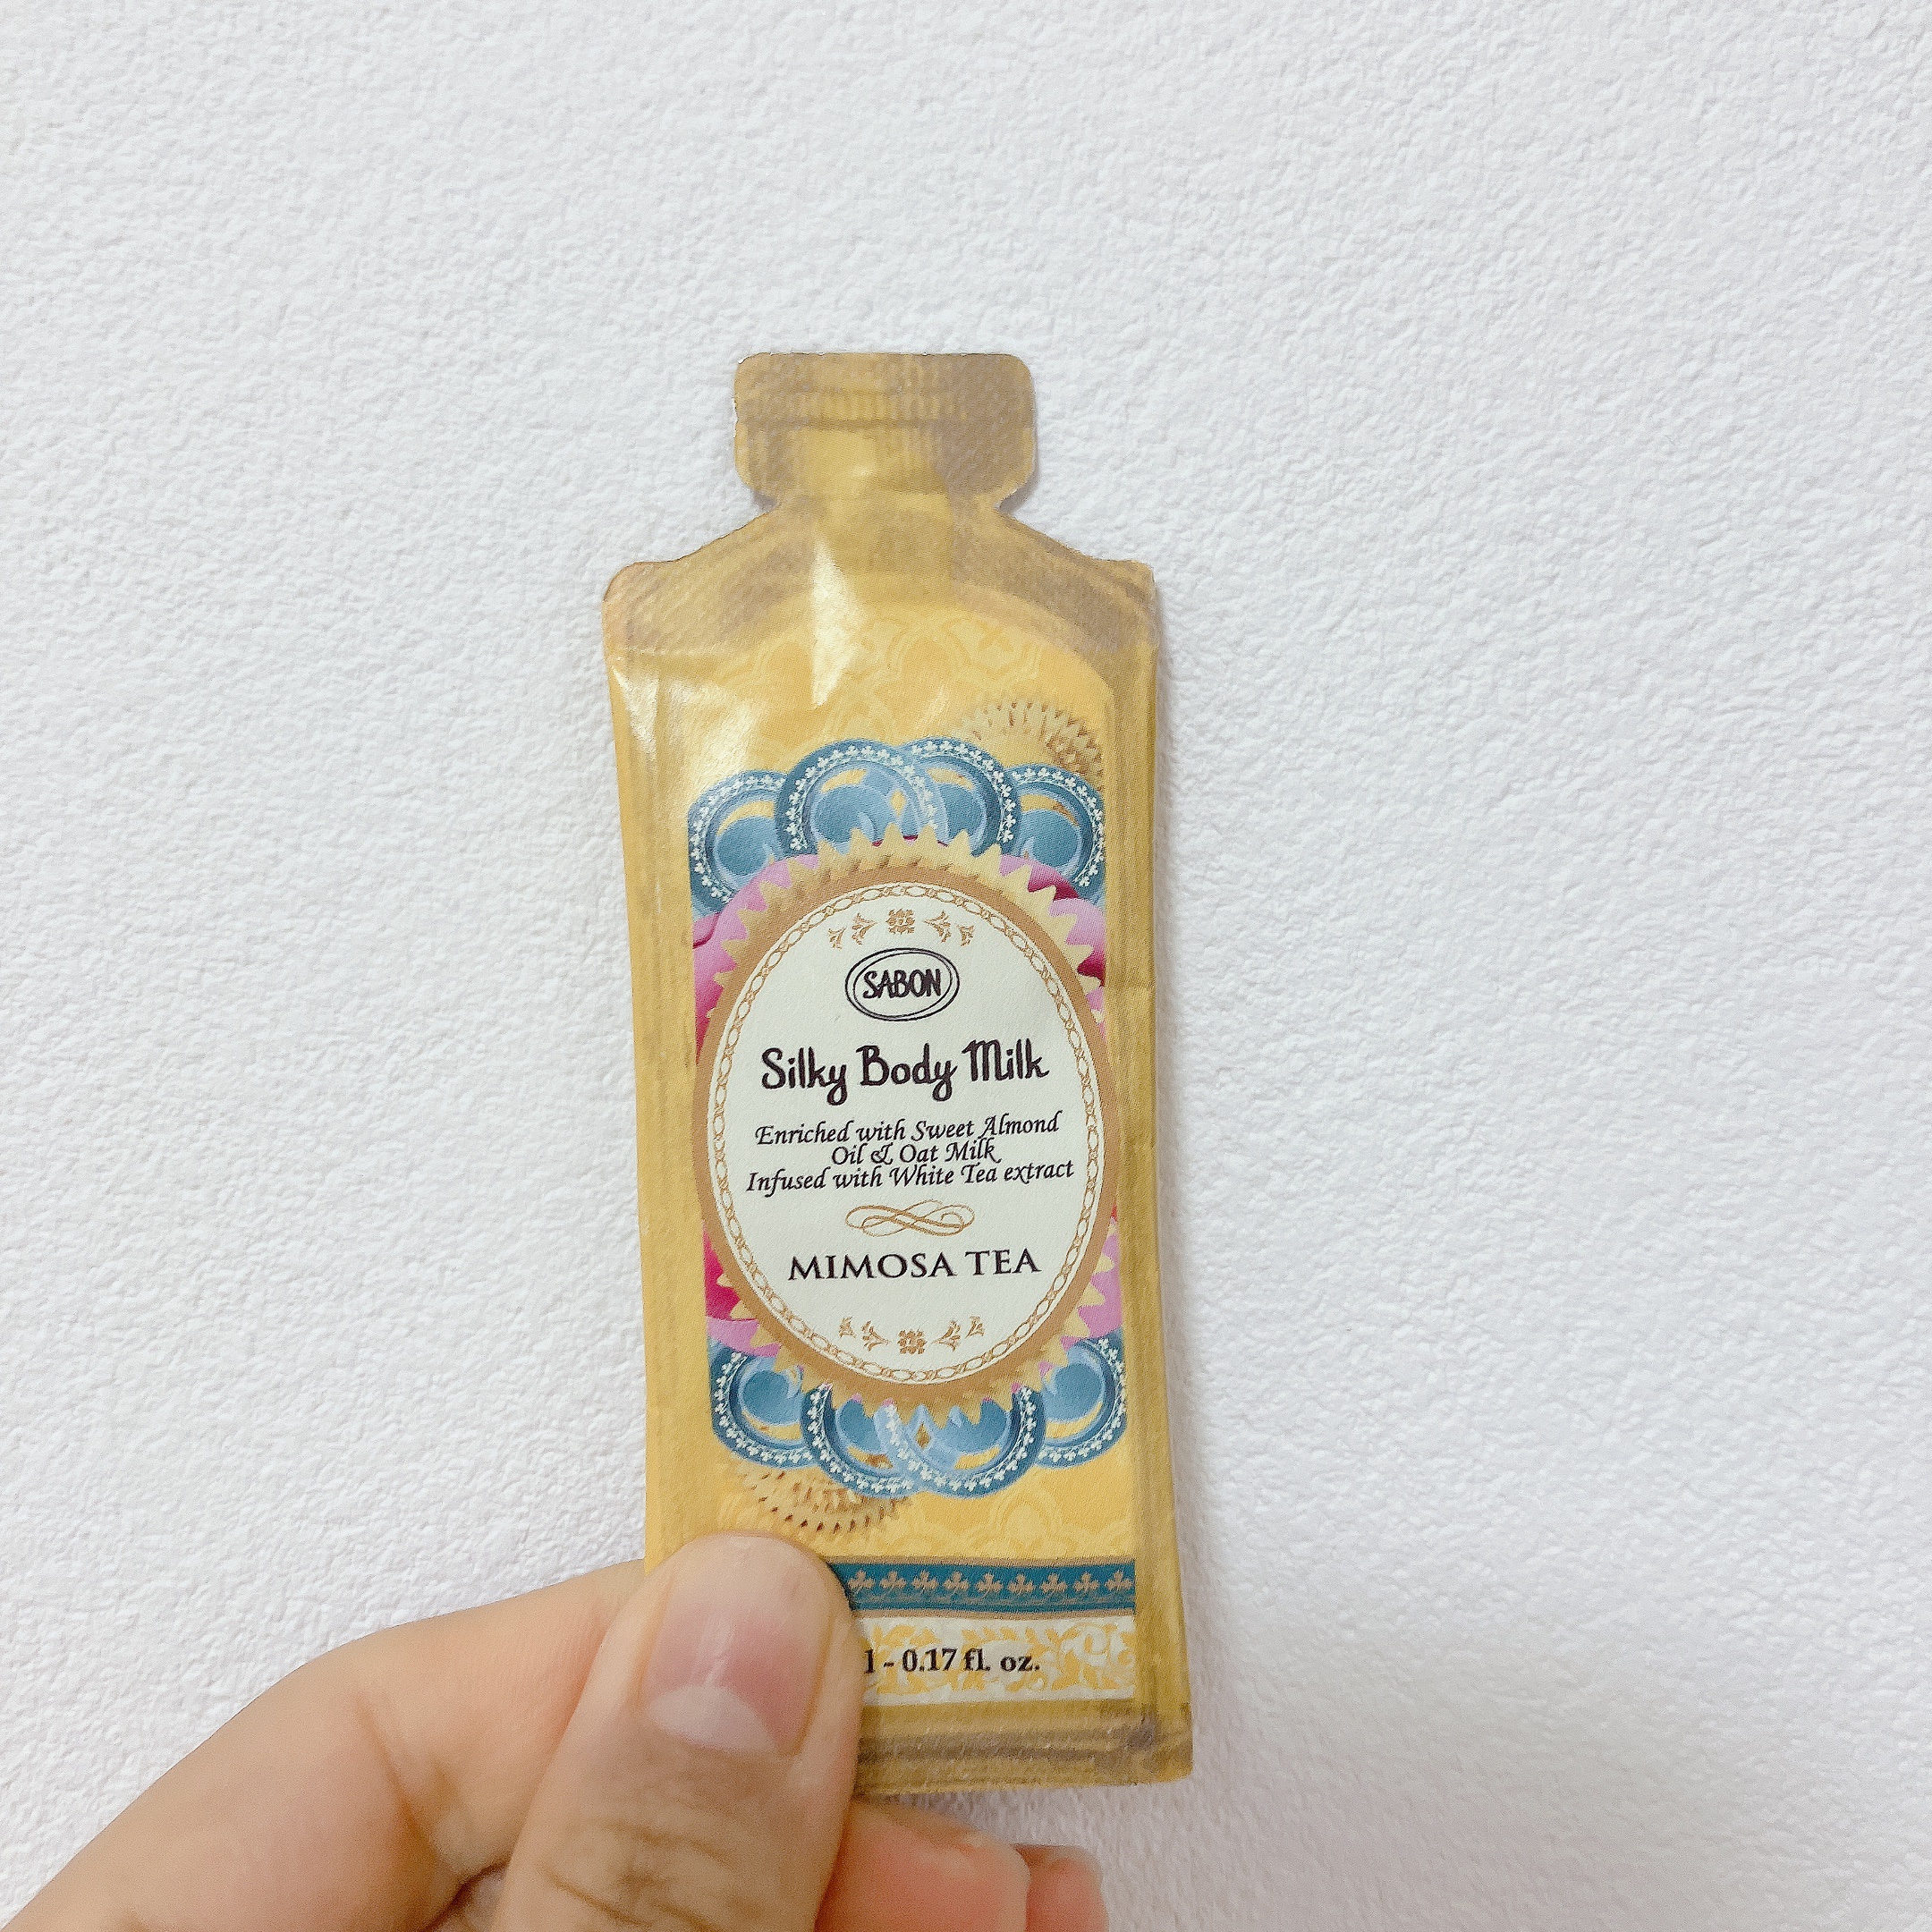 SABON
Silky Body Milk
Enriched with Sweet Almond
Oil & Oat Milk
Infused with White Tea extract
MIMOSA TEA
l - 0.17 fl. oz.